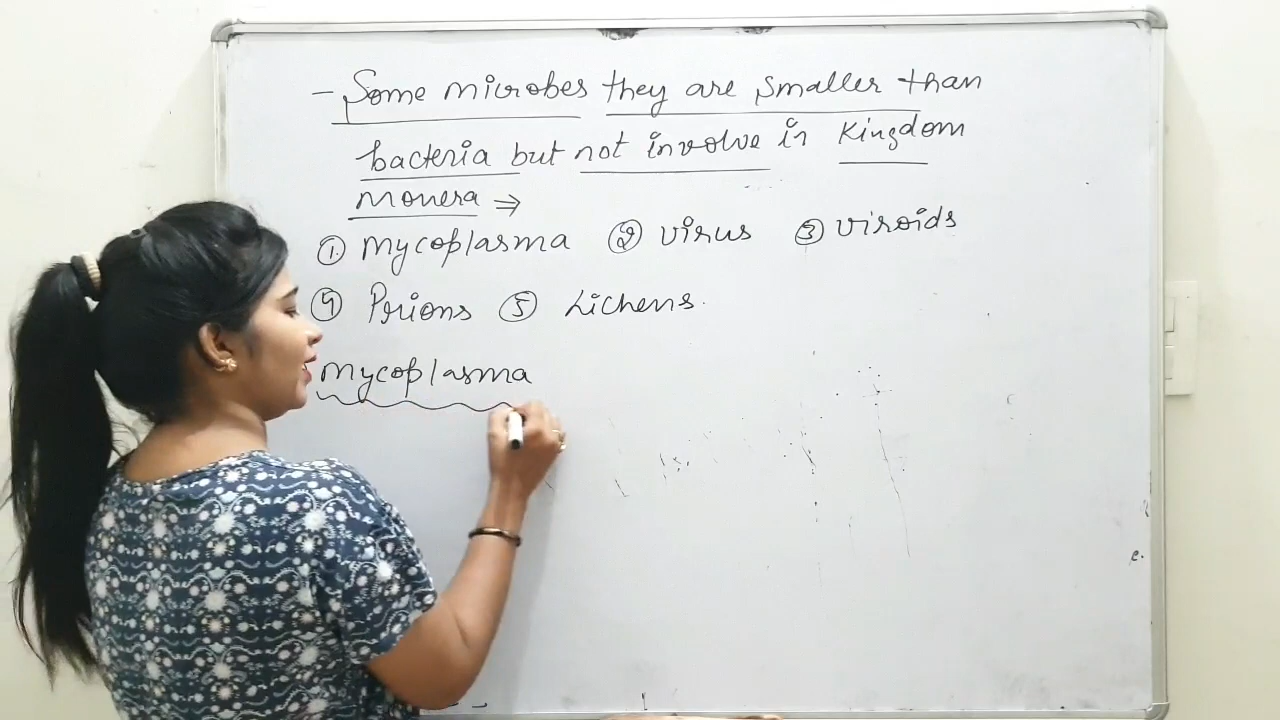 - Some microbes they are smaller than
bacteria but not involve in Kingdom
monera ⇒
① mycoplasma ② virus ③ viroids
④ Prions ⑤ Lichens.
mycoplasma